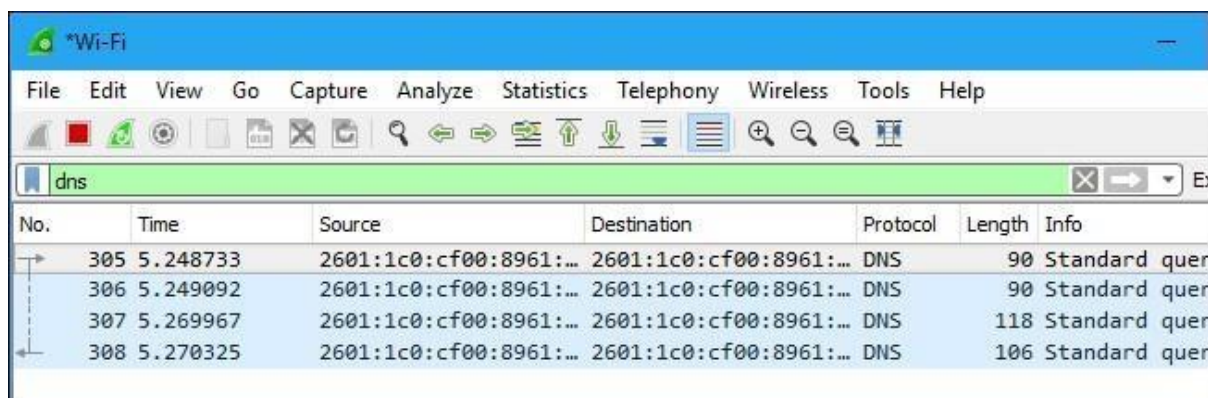 *Wi-Fi
File Edit View Go Capture Analyze Statistics Telephony Wireless Tools Help
dns
No. Time Source Destination Protocol Length Info
305 5.248733 2601:1c0:cf00:8961:… 2601:1c0:cf00:8961:… DNS 90 Standard quer
306 5.249092 2601:1c0:cf00:8961:… 2601:1c0:cf00:8961:… DNS 90 Standard quer
307 5.269967 2601:1c0:cf00:8961:… 2601:1c0:cf00:8961:… DNS 118 Standard quer
308 5.270325 2601:1c0:cf00:8961:… 2601:1c0:cf00:8961:… DNS 106 Standard quer